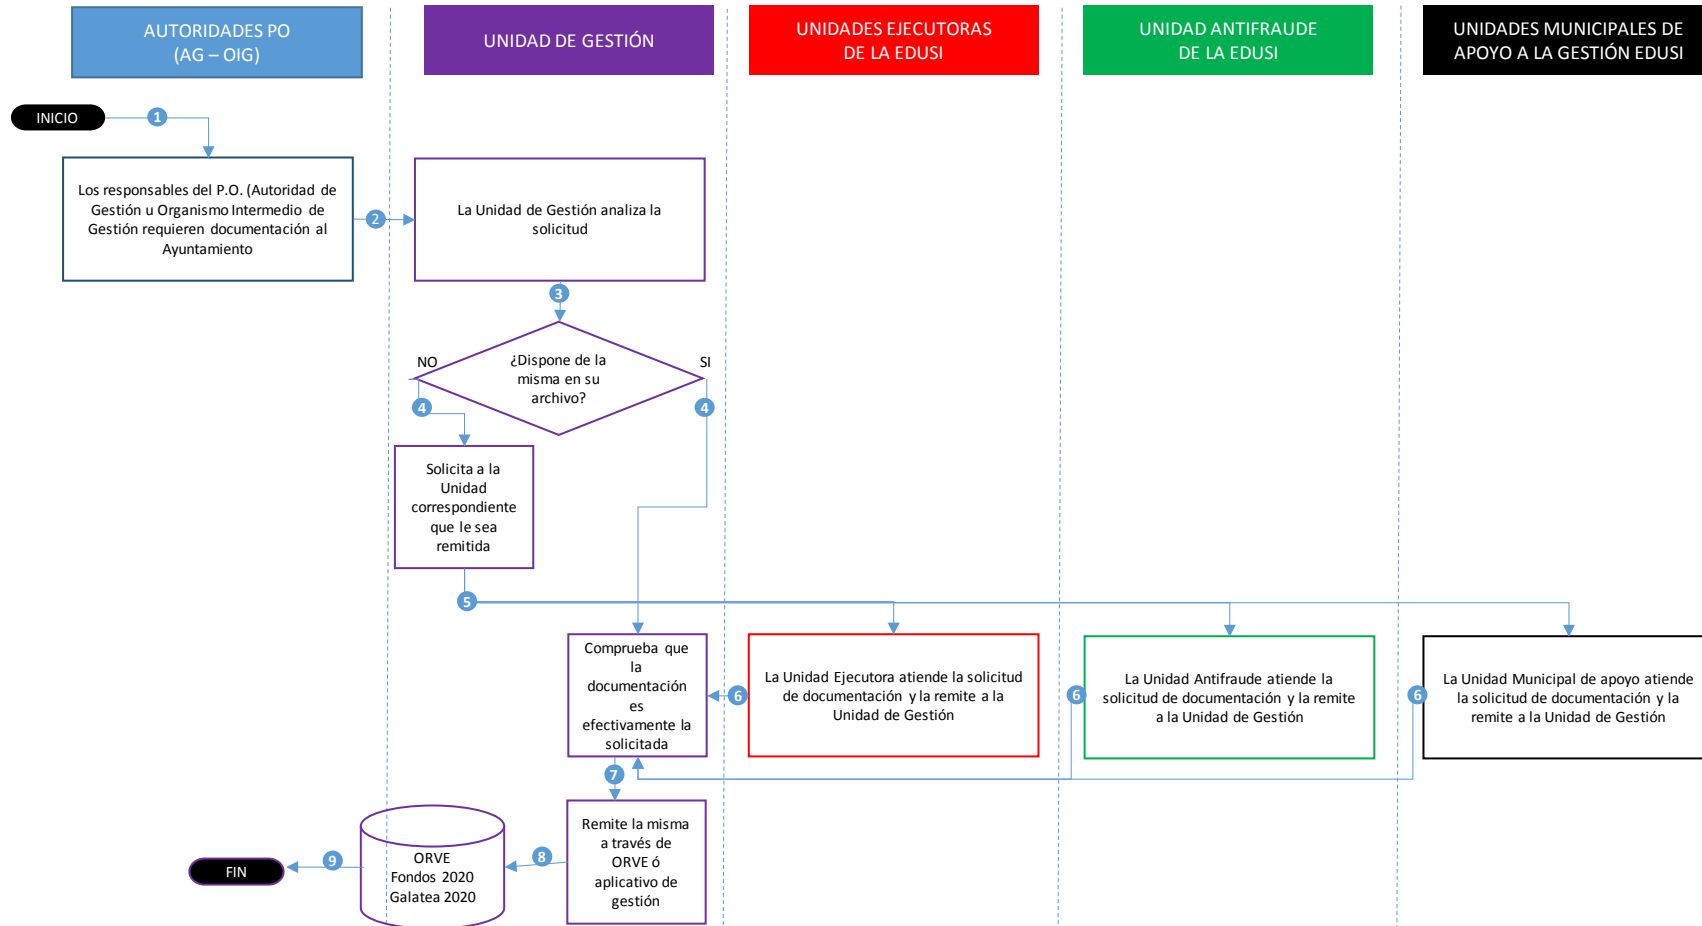 AUTORIDADES PO
(AG – OIG)
UNIDAD DE GESTIÓN
UNIDADES EJECUTORAS
DE LA EDUSI
UNIDAD ANTIFRAUDE
DE LA EDUSI
UNIDADES MUNICIPALES DE
APOYO A LA GESTIÓN EDUSI
INICIO
1
Los responsables del P.O. (Autoridad de
Gestión u Organismo Intermedio de
Gestión requieren documentación al
Ayuntamiento
2
La Unidad de Gestión analiza la
solicitud
3
NO
¿Dispone de la
misma en su
archivo?
SI
4
4
Solicita a la
Unidad
correspondiente
que le sea
remitida
5
Comprueba que
la
documentación
es
efectivamente la
solicitada
6
La Unidad Ejecutora atiende la solicitud
de documentación y la remite a la
Unidad de Gestión
6
La Unidad Antifraude atiende la
solicitud de documentación y la remite
a la Unidad de Gestión
6
La Unidad Municipal de apoyo atiende
la solicitud de documentación y la
remite a la Unidad de Gestión
7
Remite la misma
a través de
ORVE ó
aplicativo de
gestión
8
ORVE
Fondos 2020
Galatea 2020
9
FIN